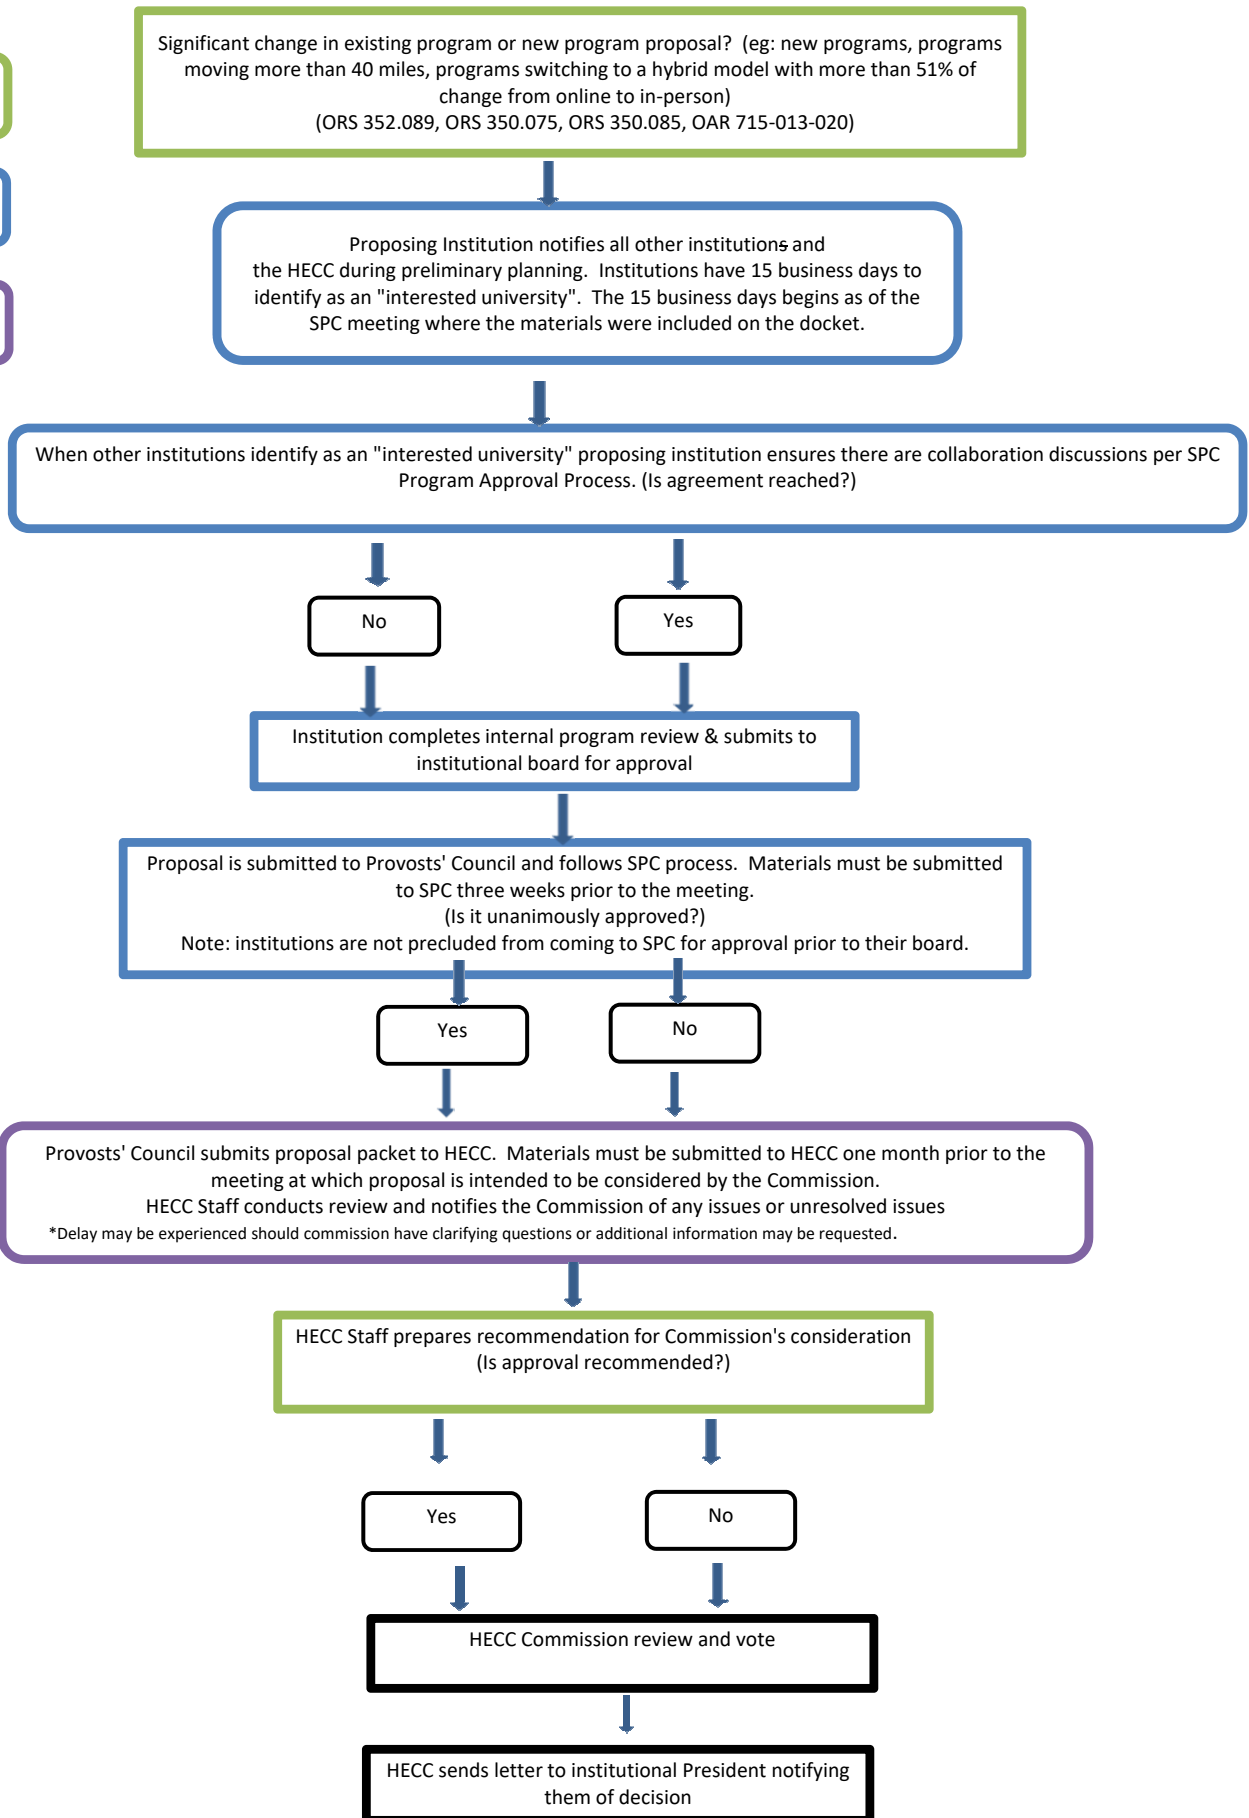 Significant change in existing program or new program proposal?  (eg: new programs, programs
moving more than 40 miles, programs switching to a hybrid model with more than 51% of
change from online to in-person)
(ORS 352.089, ORS 350.075, ORS 350.085, OAR 715-013-020)
Proposing Institution notifies all other institutions and
the HECC during preliminary planning.  Institutions have 15 business days to
identify as an "interested university".  The 15 business days begins as of the
SPC meeting where the materials were included on the docket.
When other institutions identify as an "interested university" proposing institution ensures there are collaboration discussions per SPC
Program Approval Process. (Is agreement reached?)
No
Yes
Institution completes internal program review & submits to
institutional board for approval
Proposal is submitted to Provosts' Council and follows SPC process.  Materials must be submitted
to SPC three weeks prior to the meeting.
(Is it unanimously approved?)
Note: institutions are not precluded from coming to SPC for approval prior to their board.
Yes
No
Provosts' Council submits proposal packet to HECC.  Materials must be submitted to HECC one month prior to the
meeting at which proposal is intended to be considered by the Commission.
HECC Staff conducts review and notifies the Commission of any issues or unresolved issues
*Delay may be experienced should commission have clarifying questions or additional information may be requested.
HECC Staff prepares recommendation for Commission's consideration
(Is approval recommended?)
Yes
No
HECC Commission review and vote
HECC sends letter to institutional President notifying
them of decision